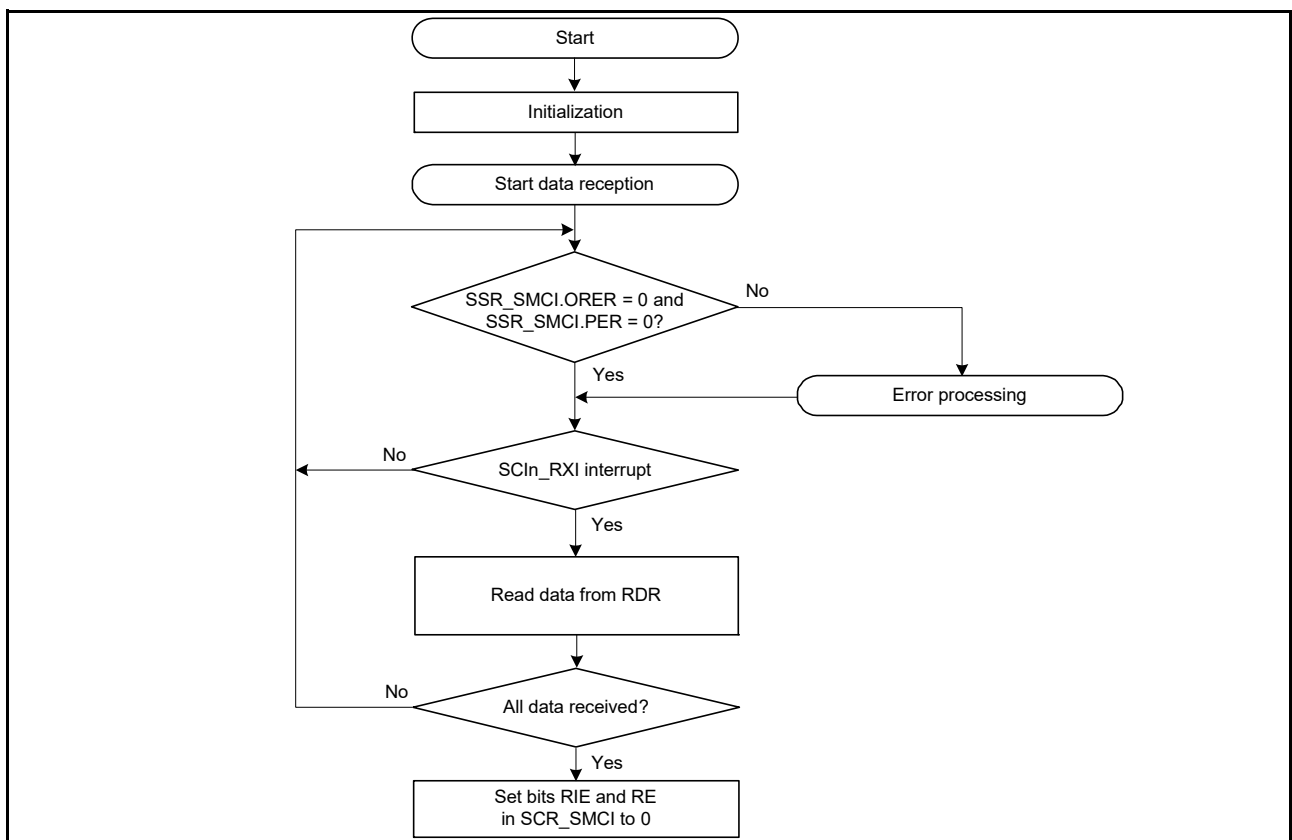 Start
Initialization
Start data reception
SSR_SMCI.ORER = 0 and
SSR_SMCI.PER = 0?
No
Yes
Error processing
No
SCIn_RXI interrupt
Yes
Read data from RDR
No
All data received?
Yes
Set bits RIE and RE
in SCR_SMCI to 0